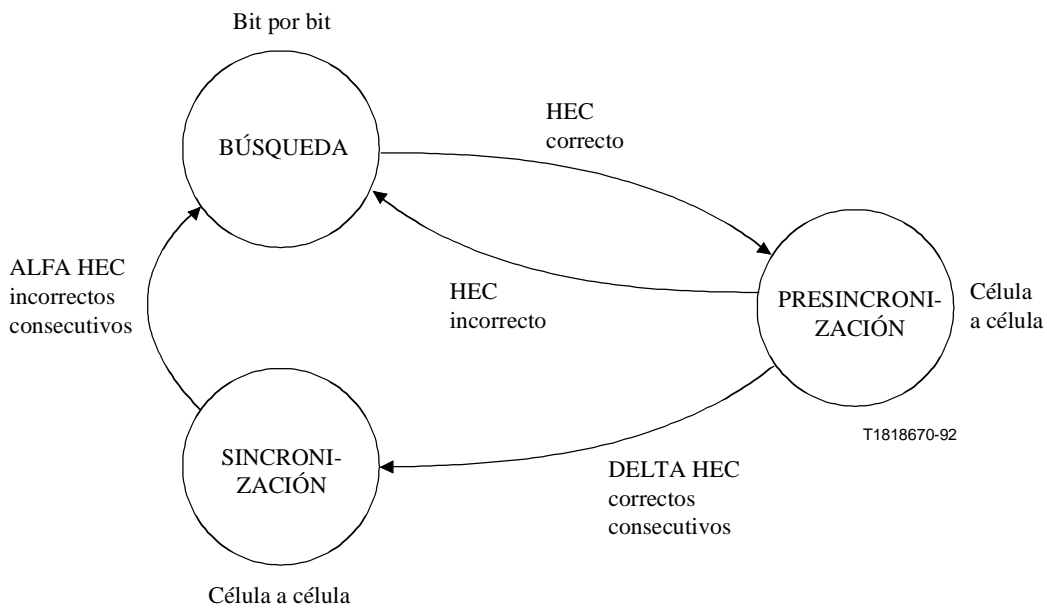 Bit por bit
BÚSQUEDA
HEC
correcto
ALFA HEC
incorrectos
consecutivos
HEC
incorrecto
PRESINCRONI-
ZACIÓN
Célula
a célula
T1818670-92
SINCRONI-
ZACIÓN
DELTA HEC
correctos
consecutivos
Célula a célula